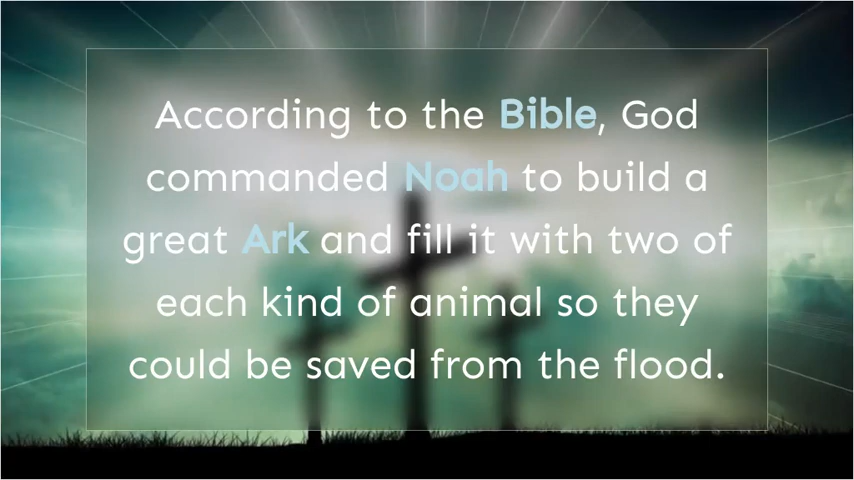 According to the Bible, God
commanded Noah to build a
great Ark and fill it with two of
each kind of animal so they
could be saved from the flood.